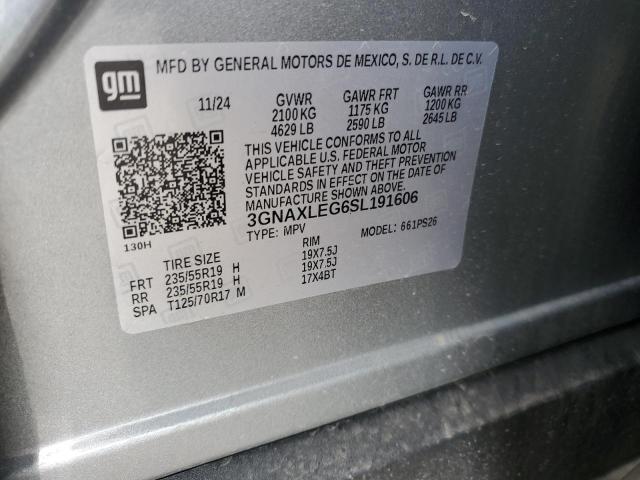 gm
MFD BY GENERAL MOTORS DE MEXICO, S. DE R.L. DE C.V.
11/24 GVWR GAWR FRT GAWR RR
2100 KG 1175 KG 1200 KG
4629 LB 2590 LB 2645 LB
THIS VEHICLE CONFORMS TO ALL
APPLICABLE U.S. FEDERAL MOTOR
VEHICLE SAFETY AND THEFT PREVENTION
STANDARDS IN EFFECT ON THE DATE OF
MANUFACTURE SHOWN ABOVE.
3GNAXLEG6SL191606
130H
TYPE: MPV MODEL: 661PS26
TIRE SIZE RIM
FRT 235/55R19 H 19X7.5J
RR 235/55R19 H 19X7.5J
SPA T125/70R17 M 17X4BT